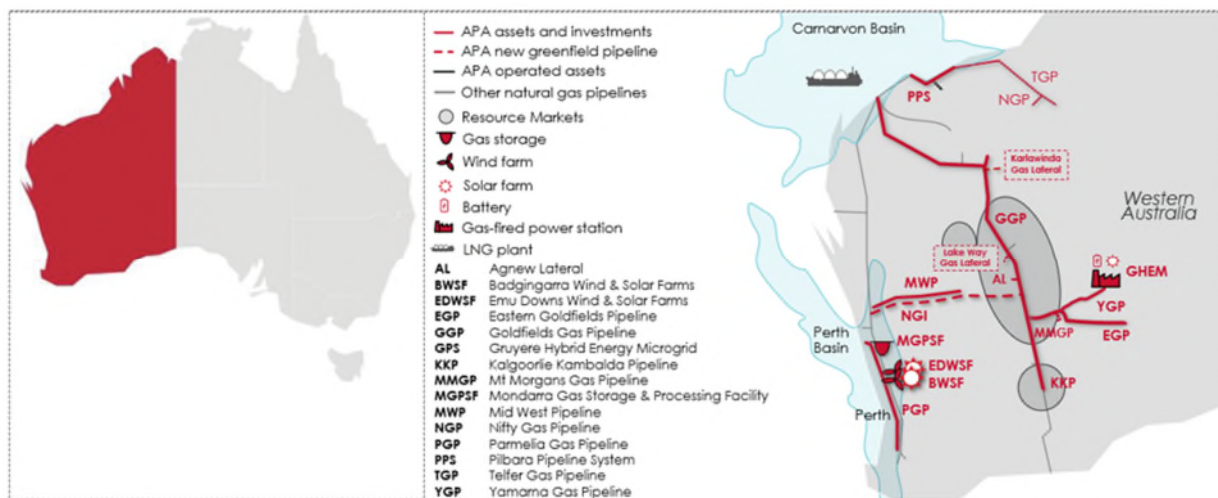 APA assets and investments
APA new greenfield pipeline
APA operated assets
Other natural gas pipelines
Resource Markets
Gas storage
Wind farm
Solar farm
Battery
Gas-fired power station
LNG plant
AL Agnew Lateral
BWSF Badgingarra Wind & Solar Farms
EDWSF Emu Downs Wind & Solar Farms
EGP Eastern Goldfields Pipeline
GGP Goldfields Gas Pipeline
GPS Gruyere Hybrid Energy Microgrid
KKP Kalgoorlie Kambalda Pipeline
MMGP Mt Morgans Gas Pipeline
MGPSF Mondarra Gas Storage & Processing Facility
MWP Mid West Pipeline
NGP Nifty Gas Pipeline
PGP Parmelia Gas Pipeline
PPS Pilbara Pipeline System
TGP Telfer Gas Pipeline
YGP Yamarna Gas Pipeline
Carnarvon Basin
TGP
PPS
NGP
Karlawinda
Gas Lateral
Western
Australia
GGP
Lake Way
Gas Lateral
AL
GHEM
MWP
YGP
NGI
MMGP
EGP
Perth
Basin
MGPSF
EDWSF
BWSF
KKP
Perth
PGP